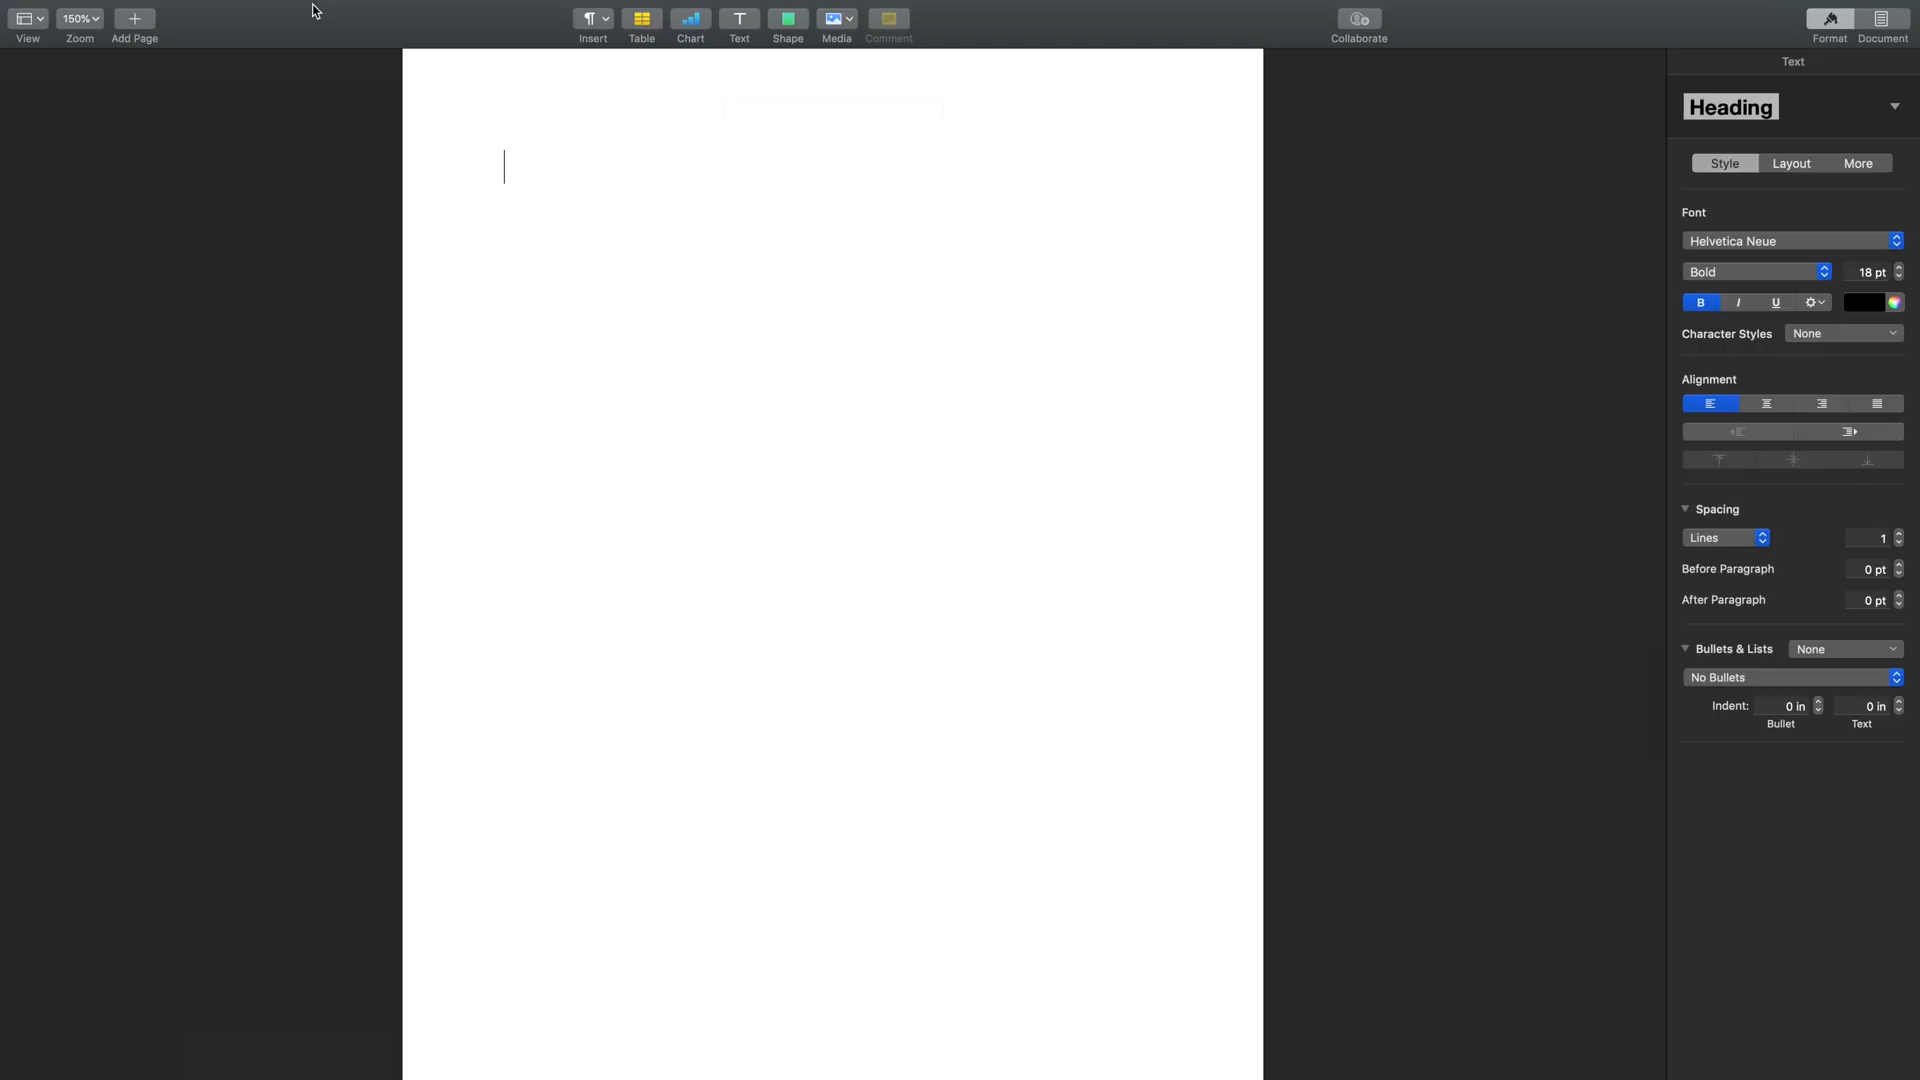 150%
View
Zoom
Add Page
Insert
Table
Chart
T
Text
Shape
Media
Comment
Collaborate
Format
Document
Text
Heading
Style
Layout
More
Font
Helvetica Neue
Bold
18 pt
B
I
U
Character Styles
None
Alignment
Spacing
Lines
1
Before Paragraph
0 pt
After Paragraph
0 pt
Bullets & Lists
None
No Bullets
Indent:
0 in
0 in
Bullet
Text